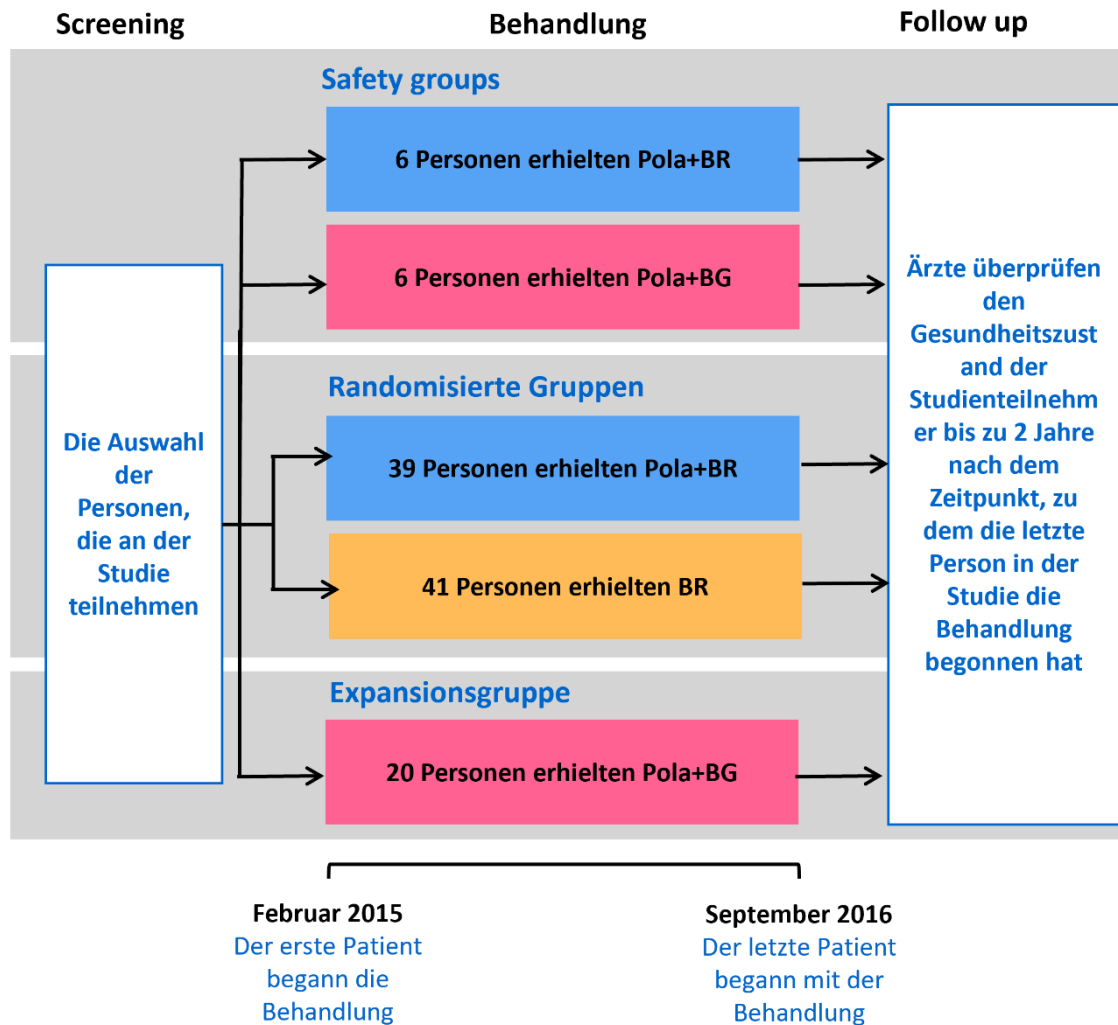 Screening
Behandlung
Follow up
Safety groups
6 Personen erhielten Pola+BR
6 Personen erhielten Pola+BG
Randomisierte Gruppen
39 Personen erhielten Pola+BR
41 Personen erhielten BR
Expansionsgruppe
20 Personen erhielten Pola+BG
Die Auswahl
der
Personen,
die an der
Studie
teilnehmen
Ärzte überprüfen
den
Gesundheitszust
and der
Studienteilnehm
er bis zu 2 Jahre
nach dem
Zeitpunkt, zu
dem die letzte
Person in der
Studie die
Behandlung
begonnen hat
Februar 2015
Der erste Patient
begann die
Behandlung
September 2016
Der letzte Patient
begann mit der
Behandlung